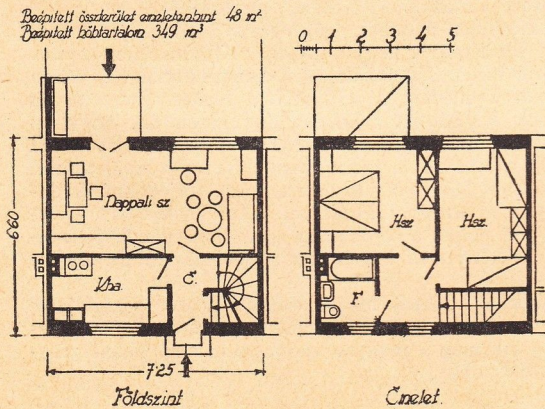 Beépített összterület emeletenkint 48 m²
Beépített köbtartalom 349 m³
0 1 2 3 4 5
660
Nappali sz
Hsz
Hsz.
Kha.
É.
F.
725
Földszint
Emelet.